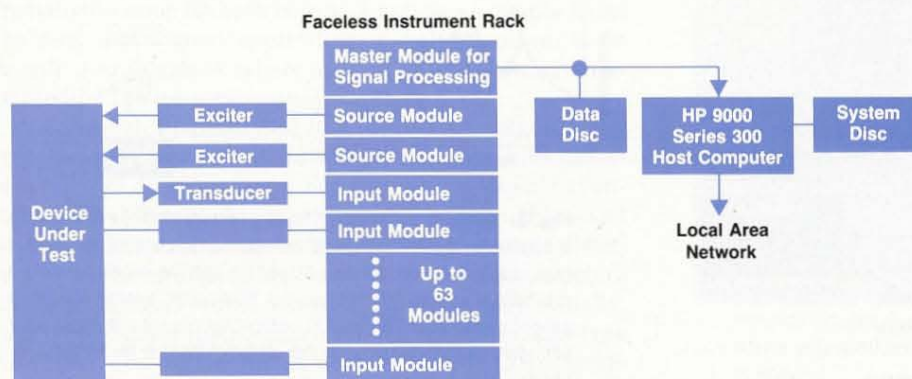 Faceless Instrument Rack
Master Module for
Signal Processing
Exciter
Source Module
Data
Disc
HP 9000
Series 300
Host Computer
System
Disc
Exciter
Source Module
Transducer
Input Module
Device
Under
Test
Input Module
Local Area
Network
Up to
63
Modules
Input Module